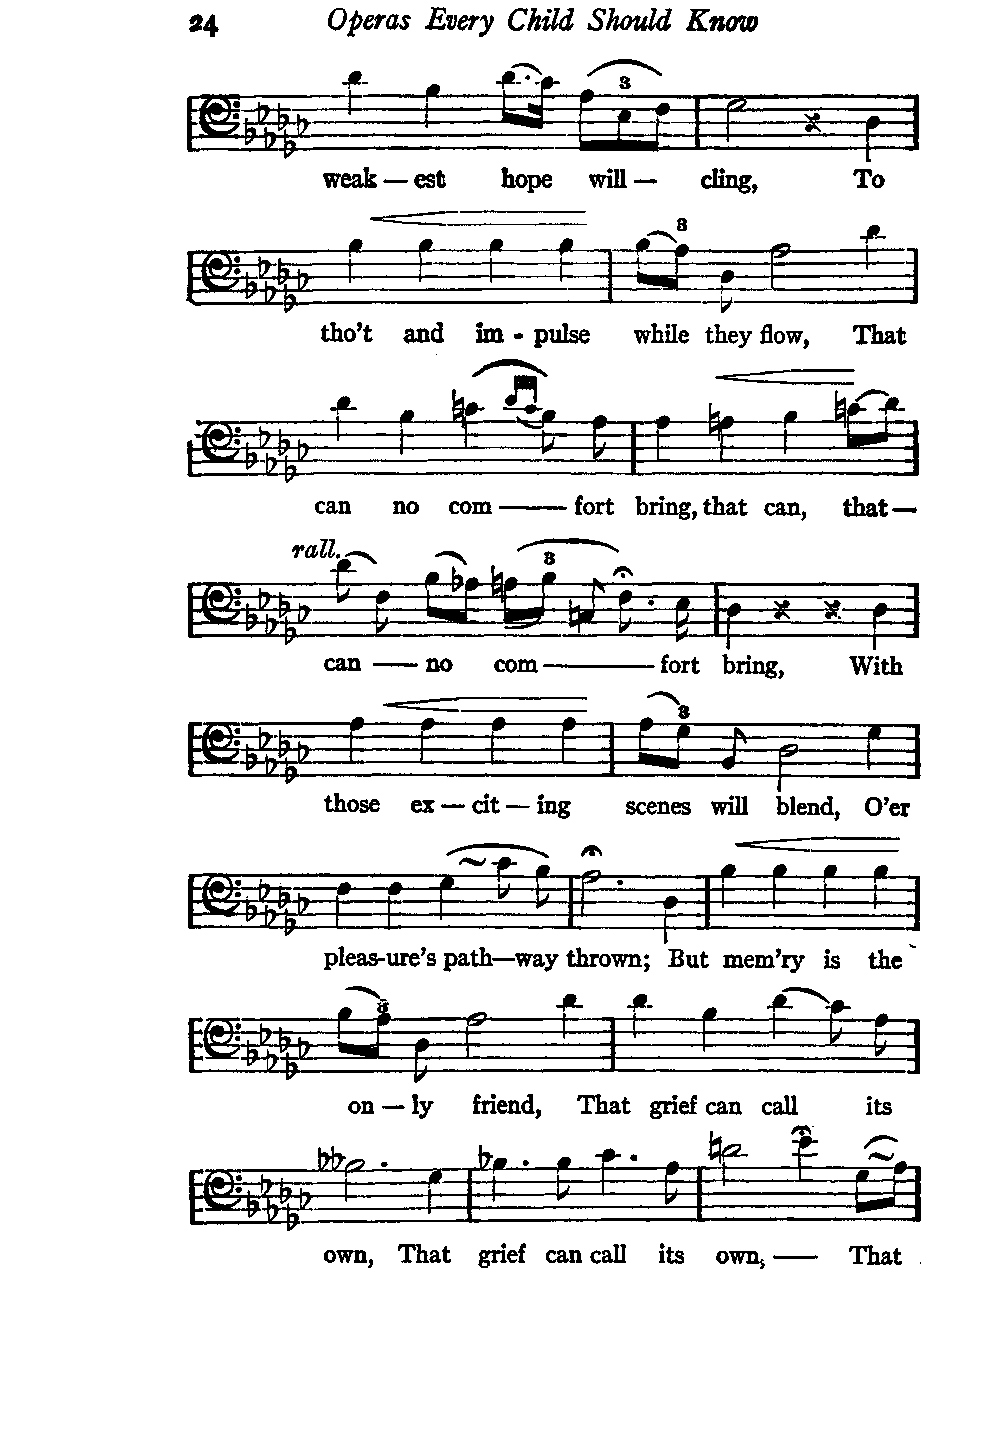 24 Operas Every Child Should Know
3
weak — est hope will — cling, To
3
tho't and im - pulse while they flow, That
can no com —— fort bring, that can, that —
rall.
3
can — no com —— fort bring, With
3
those ex — cit — ing scenes will blend, O'er
pleas-ure's path—way thrown; But mem'ry is the
3
on — ly friend, That grief can call its
own, That grief can call its own, — That